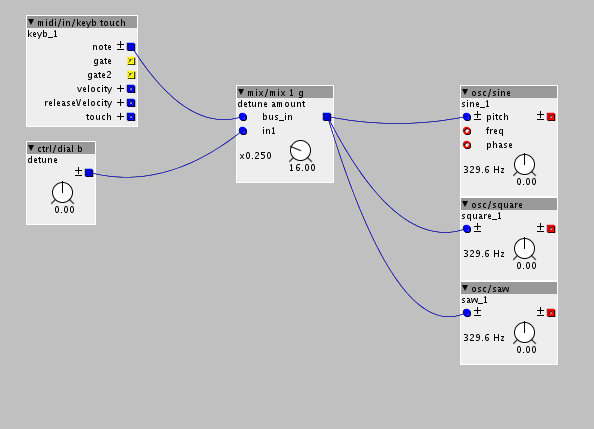 ▼ midi/in/keyb touch
keyb_1
note ±
gate
gate2
velocity +
releaseVelocity +
touch +
▼ ctrl/dial b
detune
±
0.00
▼ mix/mix 1 g
detune amount
bus_in
in1
x0.250
16.00
▼ osc/sine
sine_1
± pitch ±
freq
phase
329.6 Hz
0.00
▼ osc/square
square_1
± ±
329.6 Hz
0.00
▼ osc/saw
saw_1
± ±
329.6 Hz
0.00